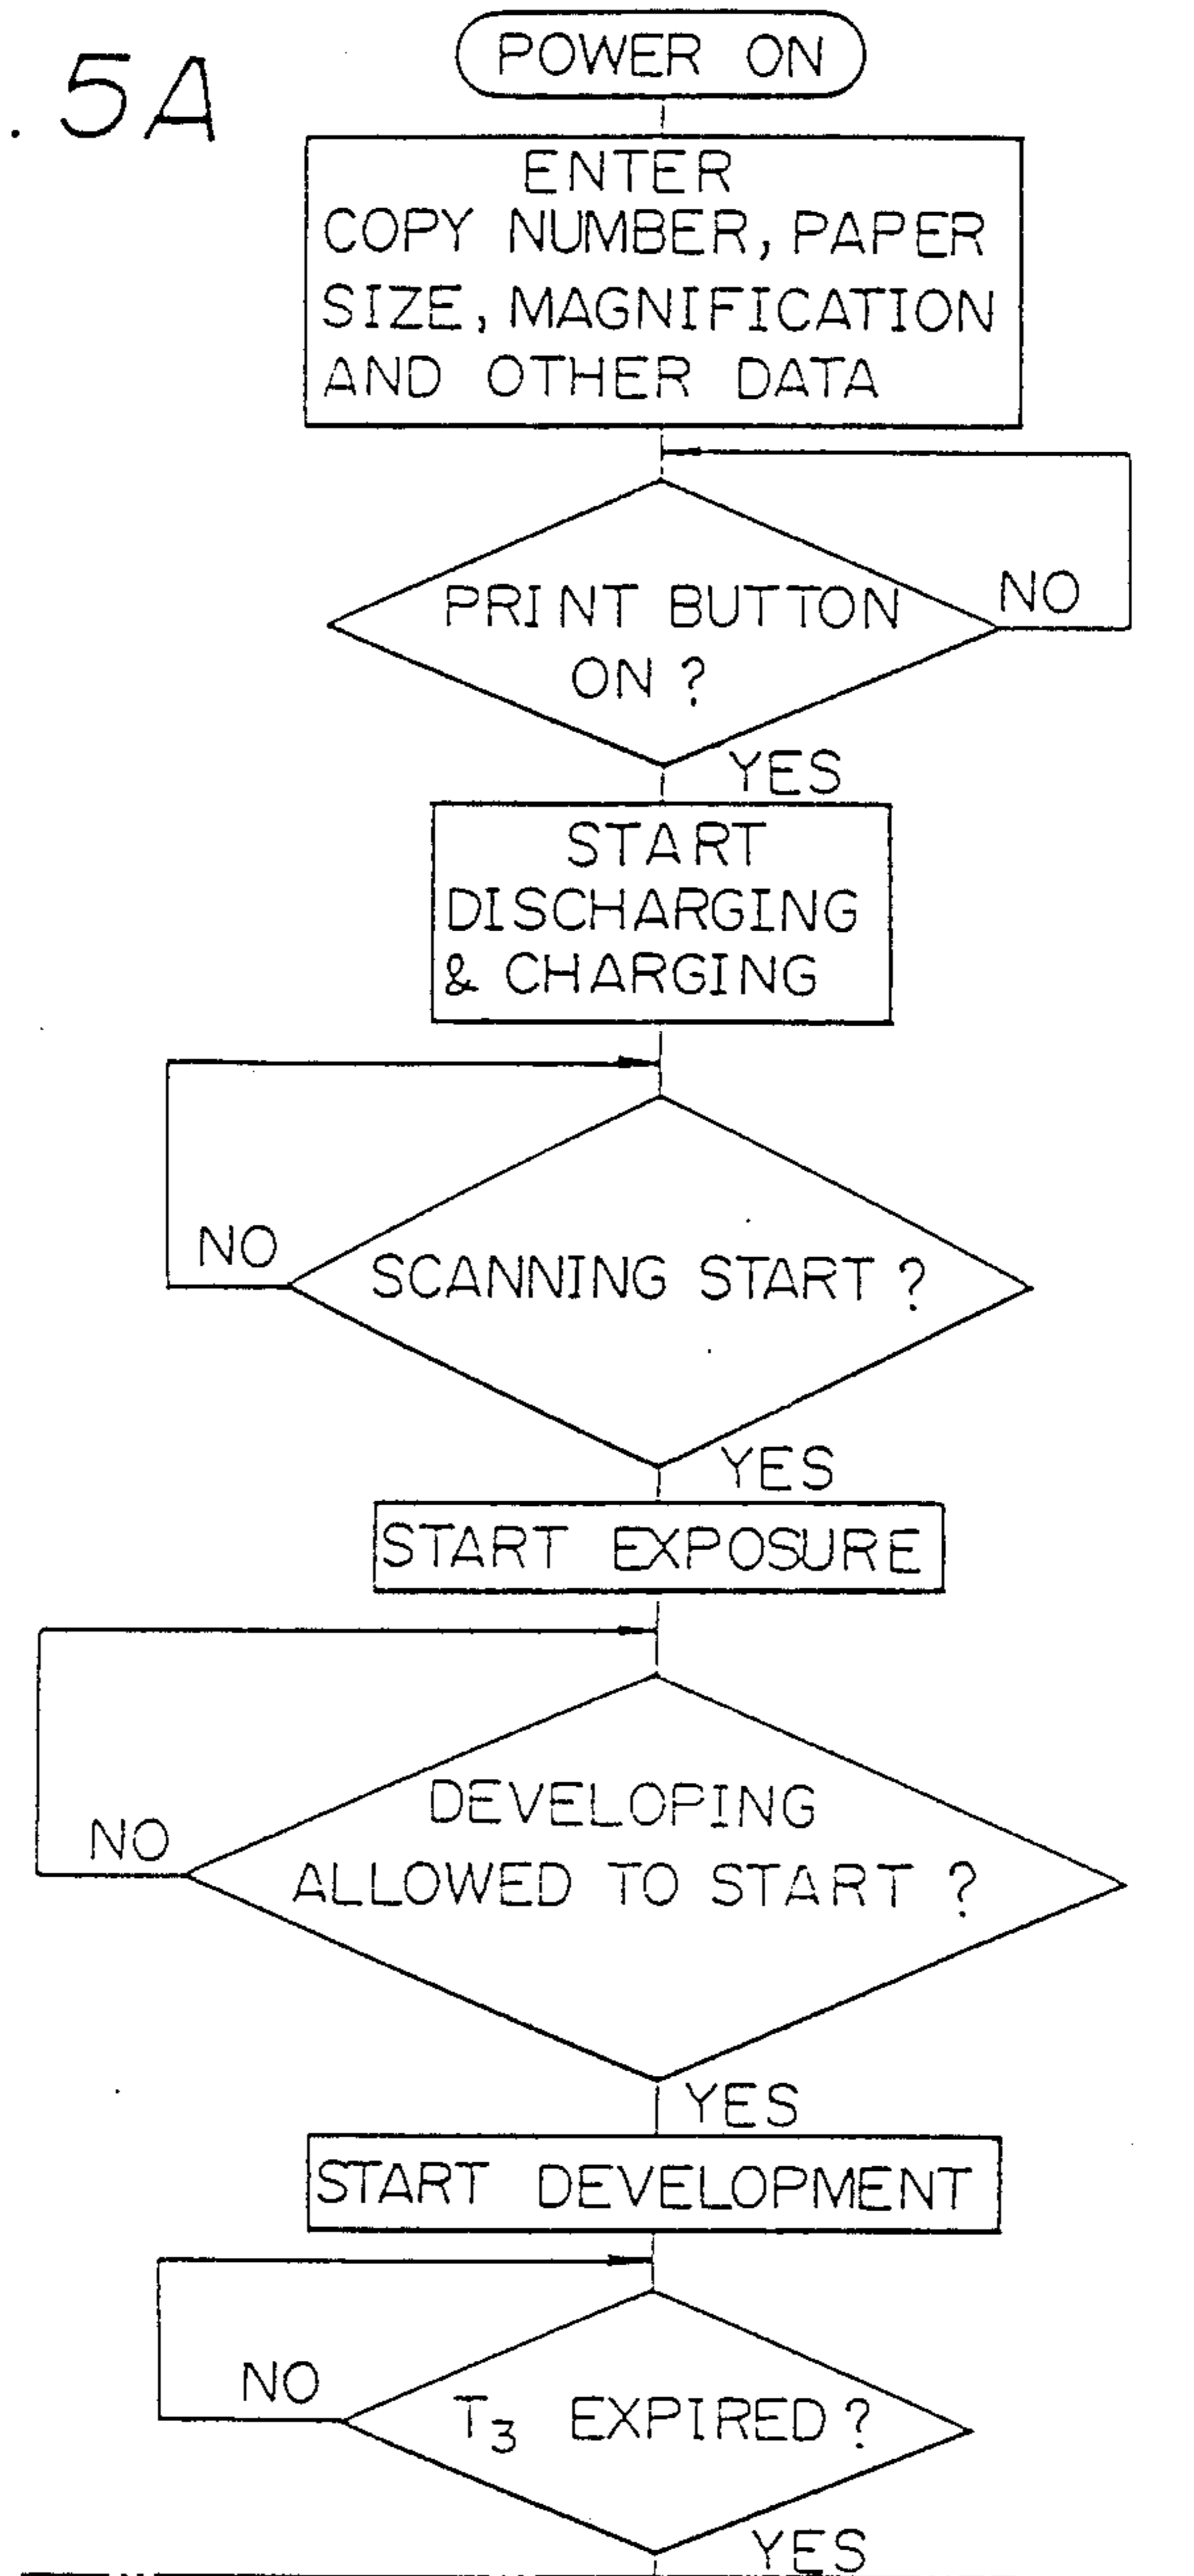 . 5A
POWER ON
ENTER
COPY NUMBER, PAPER
SIZE, MAGNIFICATION
AND OTHER DATA
PRINT BUTTON
ON ?
NO
YES
START
DISCHARGING
& CHARGING
NO
SCANNING START ?
YES
START EXPOSURE
DEVELOPING
NO
ALLOWED TO START ?
YES
START DEVELOPMENT
NO
T3 EXPIRED ?
YES